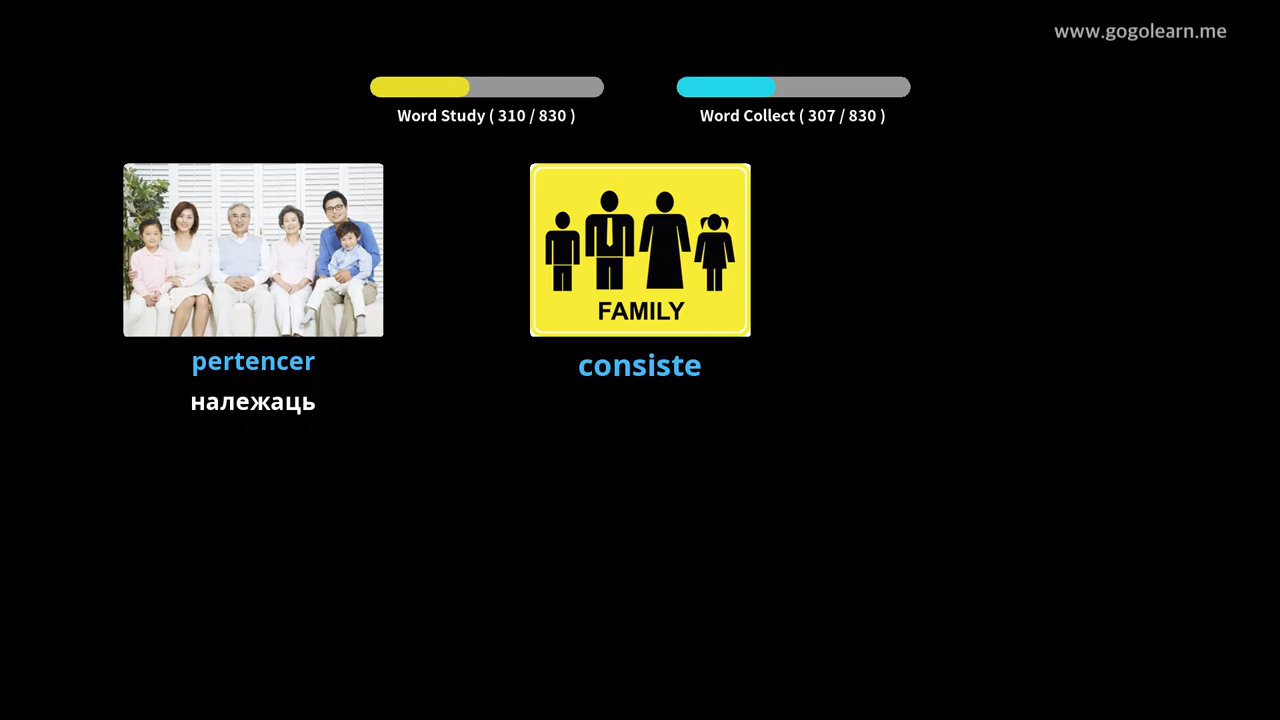 www.gogolearn.me
Word Study ( 310 / 830 )
Word Collect ( 307 / 830 )
FAMILY
pertencer
consiste
належаць